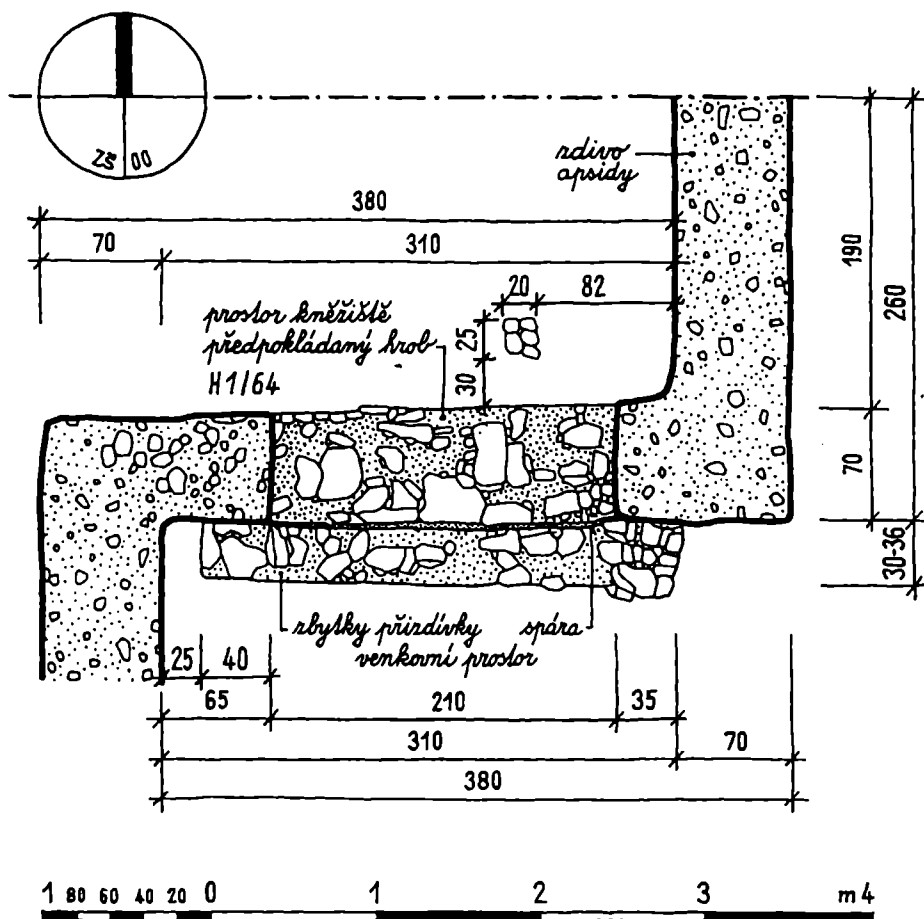 23 00
zdivo
apsidy
380
70
310
190
260
20
82
prostor kněžiště
předpokládaný hrob
H1/64
25
30
70
30-36
zbytky přizdívky
spára
venkovní prostor
25
40
65
210
35
310
70
380
1 80 60 40 20 0 1 2 3 m 4